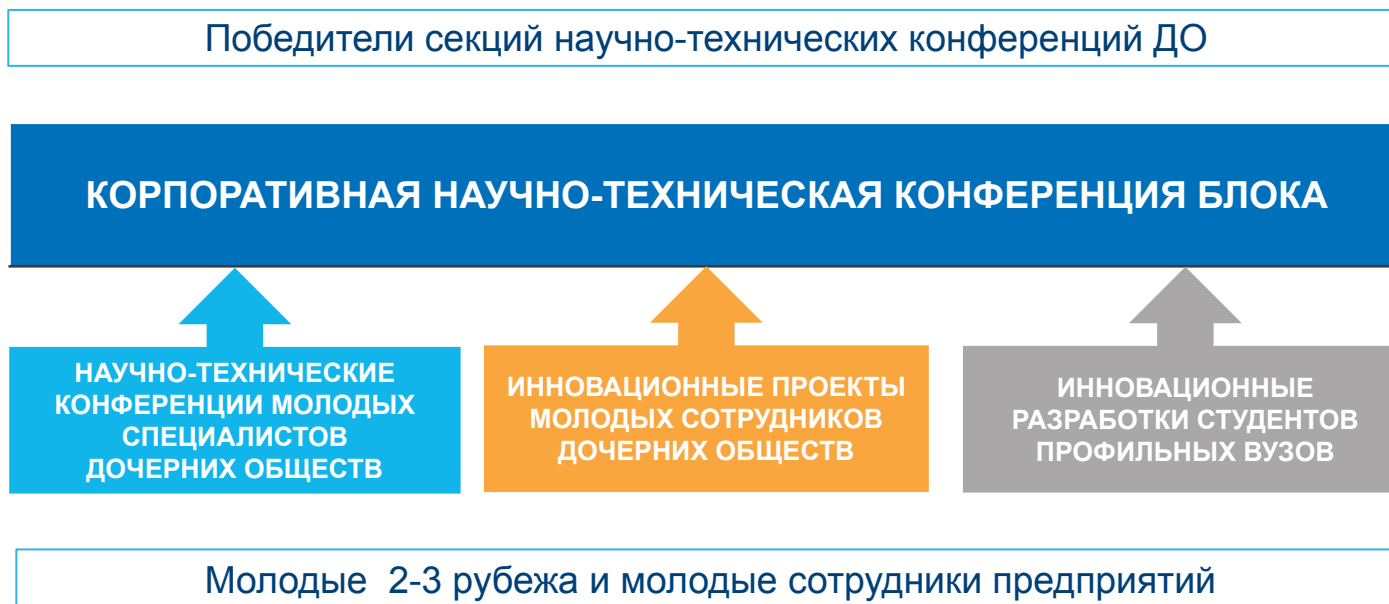 Победители секций научно-технических конференций ДО
КОРПОРАТИВНАЯ НАУЧНО-ТЕХНИЧЕСКАЯ КОНФЕРЕНЦИЯ БЛОКА
НАУЧНО-ТЕХНИЧЕСКИЕ
КОНФЕРЕНЦИИ МОЛОДЫХ
СПЕЦИАЛИСТОВ
ДОЧЕРНИХ ОБЩЕСТВ
ИННОВАЦИОННЫЕ ПРОЕКТЫ
МОЛОДЫХ СОТРУДНИКОВ
ДОЧЕРНИХ ОБЩЕСТВ
ИННОВАЦИОННЫЕ
РАЗРАБОТКИ СТУДЕНТОВ
ПРОФИЛЬНЫХ ВУЗОВ
Молодые 2-3 рубежа и молодые сотрудники предприятий